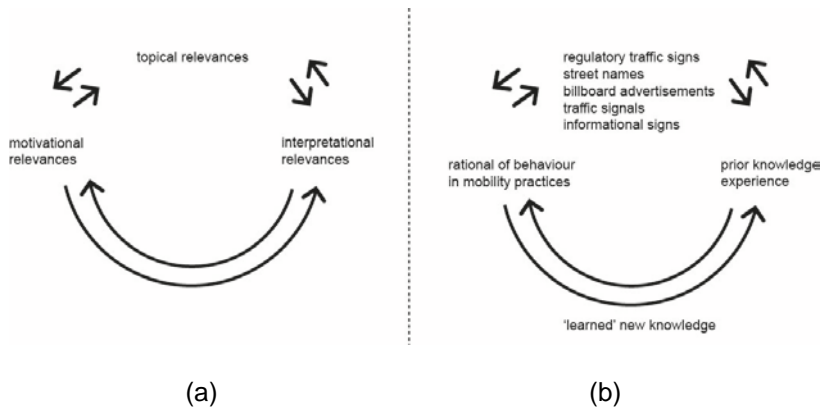 topical relevances
motivational
relevances
interpretational
relevances
regulatory traffic signs
street names
billboard advertisements
traffic signals
informational signs
rational of behaviour
in mobility practices
prior knowledge
experience
'learned' new knowledge
(a)
(b)